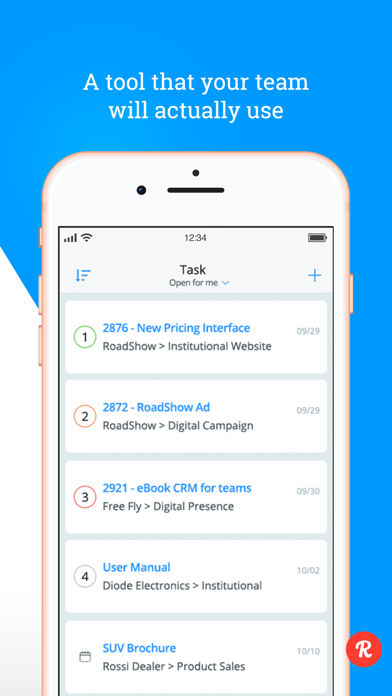 A tool that your team
will actually use
12:34
Task
Open for me
1
2876 - New Pricing Interface
09/29
RoadShow > Institutional Website
2
2872 - RoadShow Ad
09/29
RoadShow > Digital Campaign
3
2921 - eBook CRM for teams
09/30
Free Fly > Digital Presence
4
User Manual
10/02
Diode Electronics > Institutional
SUV Brochure
10/10
Rossi Dealer > Product Sales
R